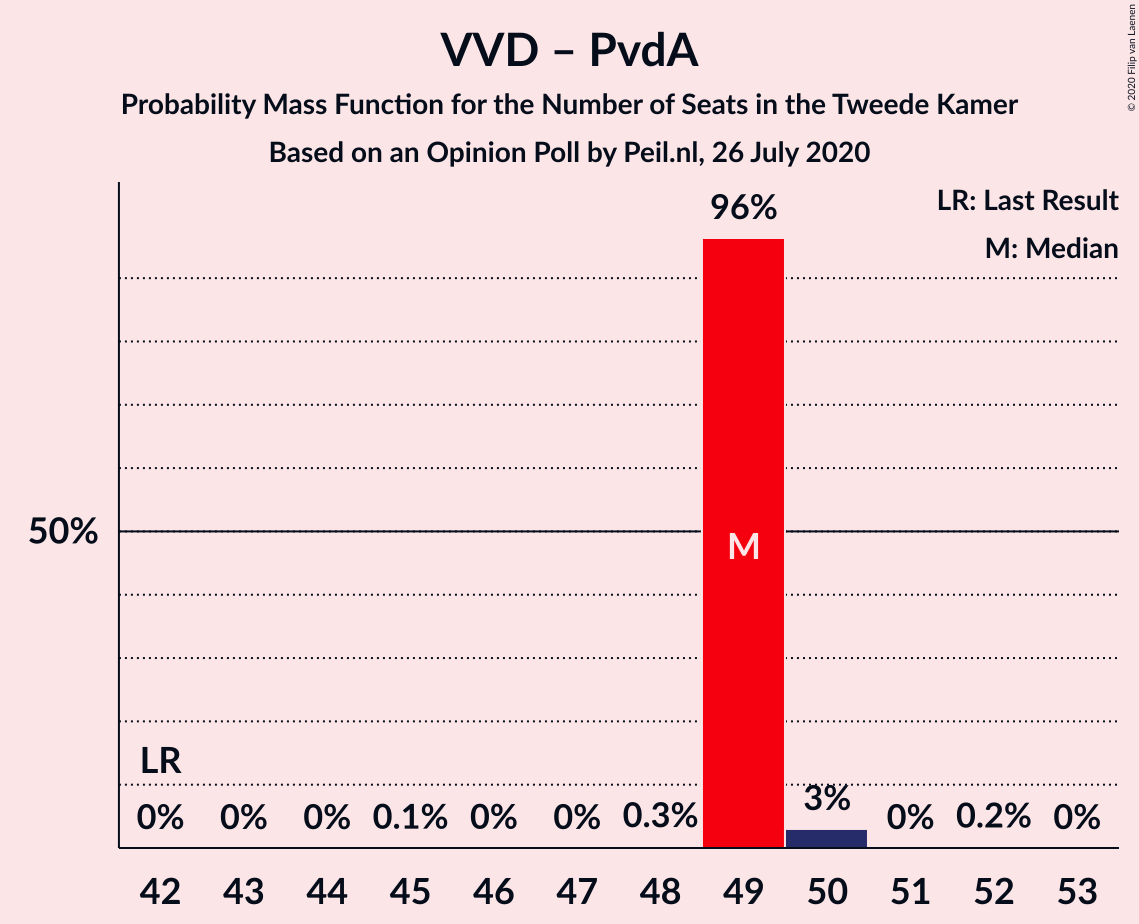 VVD – PvdA
Probability Mass Function for the Number of Seats in the Tweede Kamer
Based on an Opinion Poll by Peil.nl, 26 July 2020
© 2020 Filip van Laenen
LR: Last Result
M: Median
96%
50%
M
LR
0% 0% 0% 0.1% 0% 0% 0.3% 3% 0% 0.2% 0%
42 43 44 45 46 47 48 49 50 51 52 53